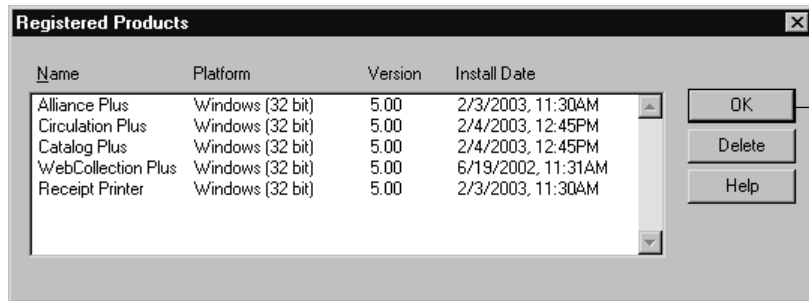 Registered Products
Name Platform Version Install Date
Alliance Plus Windows (32 bit) 5.00 2/3/2003, 11:30AM
Circulation Plus Windows (32 bit) 5.00 2/4/2003, 12:45PM
Catalog Plus Windows (32 bit) 5.00 2/4/2003, 12:45PM
WebCollection Plus Windows (32 bit) 5.00 6/19/2002, 11:31AM
Receipt Printer Windows (32 bit) 5.00 2/3/2003, 11:30AM
OK
Delete
Help